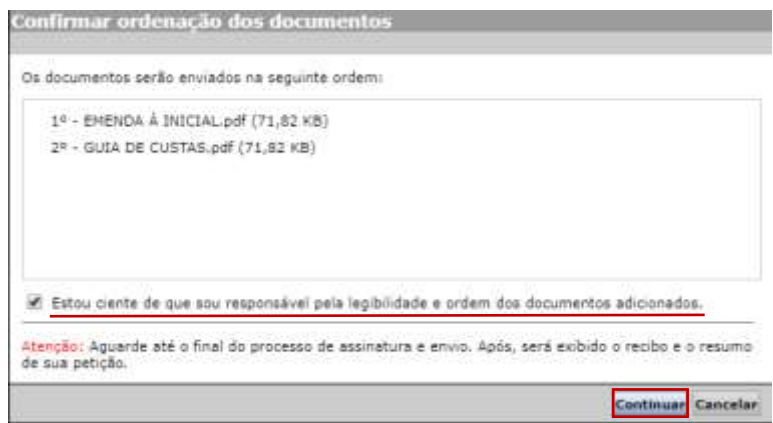 Confirmar ordenação dos documentos
Os documentos serão enviados na seguinte ordem:
1º - EMENDA À INICIAL.pdf (71,82 KB)
2º - GUIA DE CUSTAS.pdf (71,82 KB)
Estou ciente de que sou responsável pela legibilidade e ordem dos documentos adicionados.
Atenção: Aguarde até o final do processo de assinatura e envio. Após, será exibido o recibo e o resumo
de sua petição.
Continuar Cancelar